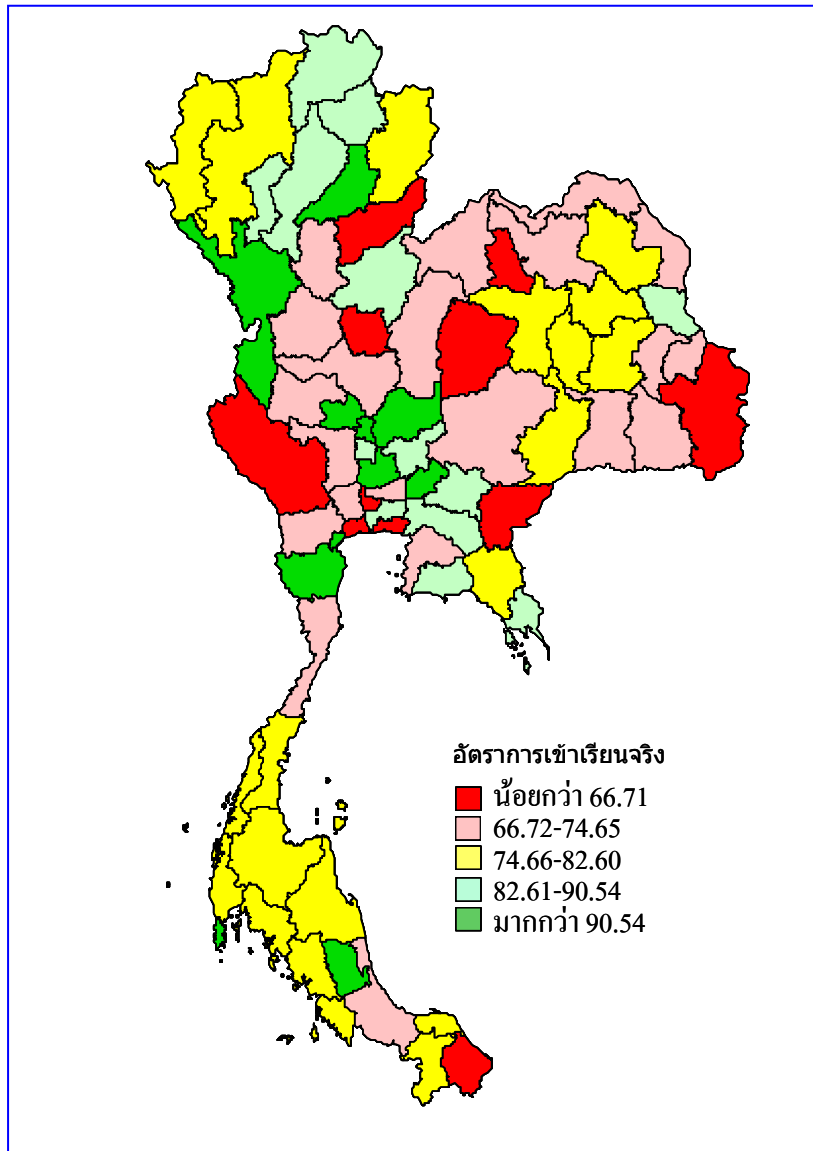 อัตราการเข้าเรียนจริง
น้อยกว่า 66.71
66.72-74.65
74.66-82.60
82.61-90.54
มากกว่า 90.54